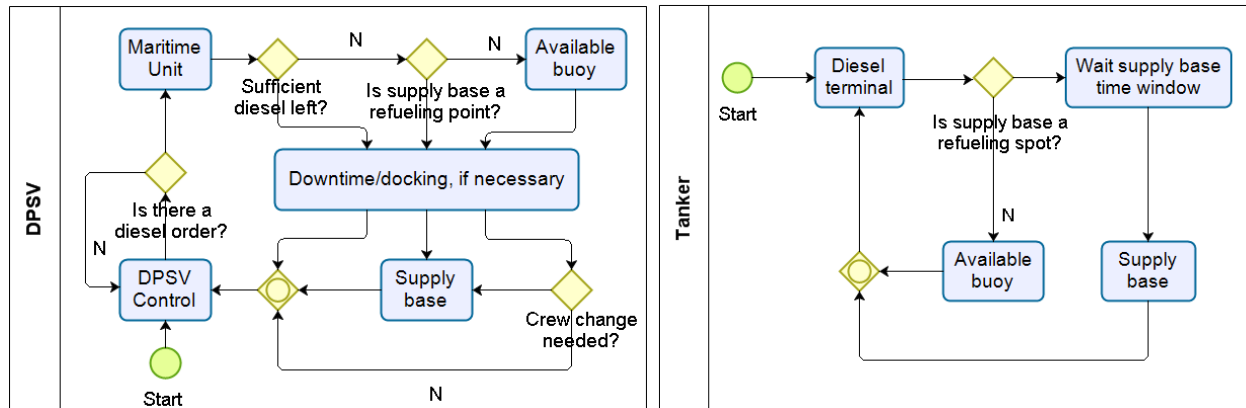 DPSV
Maritime
Unit
N
N
Available
buoy
Sufficient
diesel left?
Is supply base a
refueling point?
Downtime/docking, if necessary
Is there a
diesel order?
N
DPSV
Control
Supply
base
Crew change
needed?
Start
N
Tanker
Start
Diesel
terminal
Wait supply base
time window
Is supply base a
refueling spot?
N
Available
buoy
Supply
base